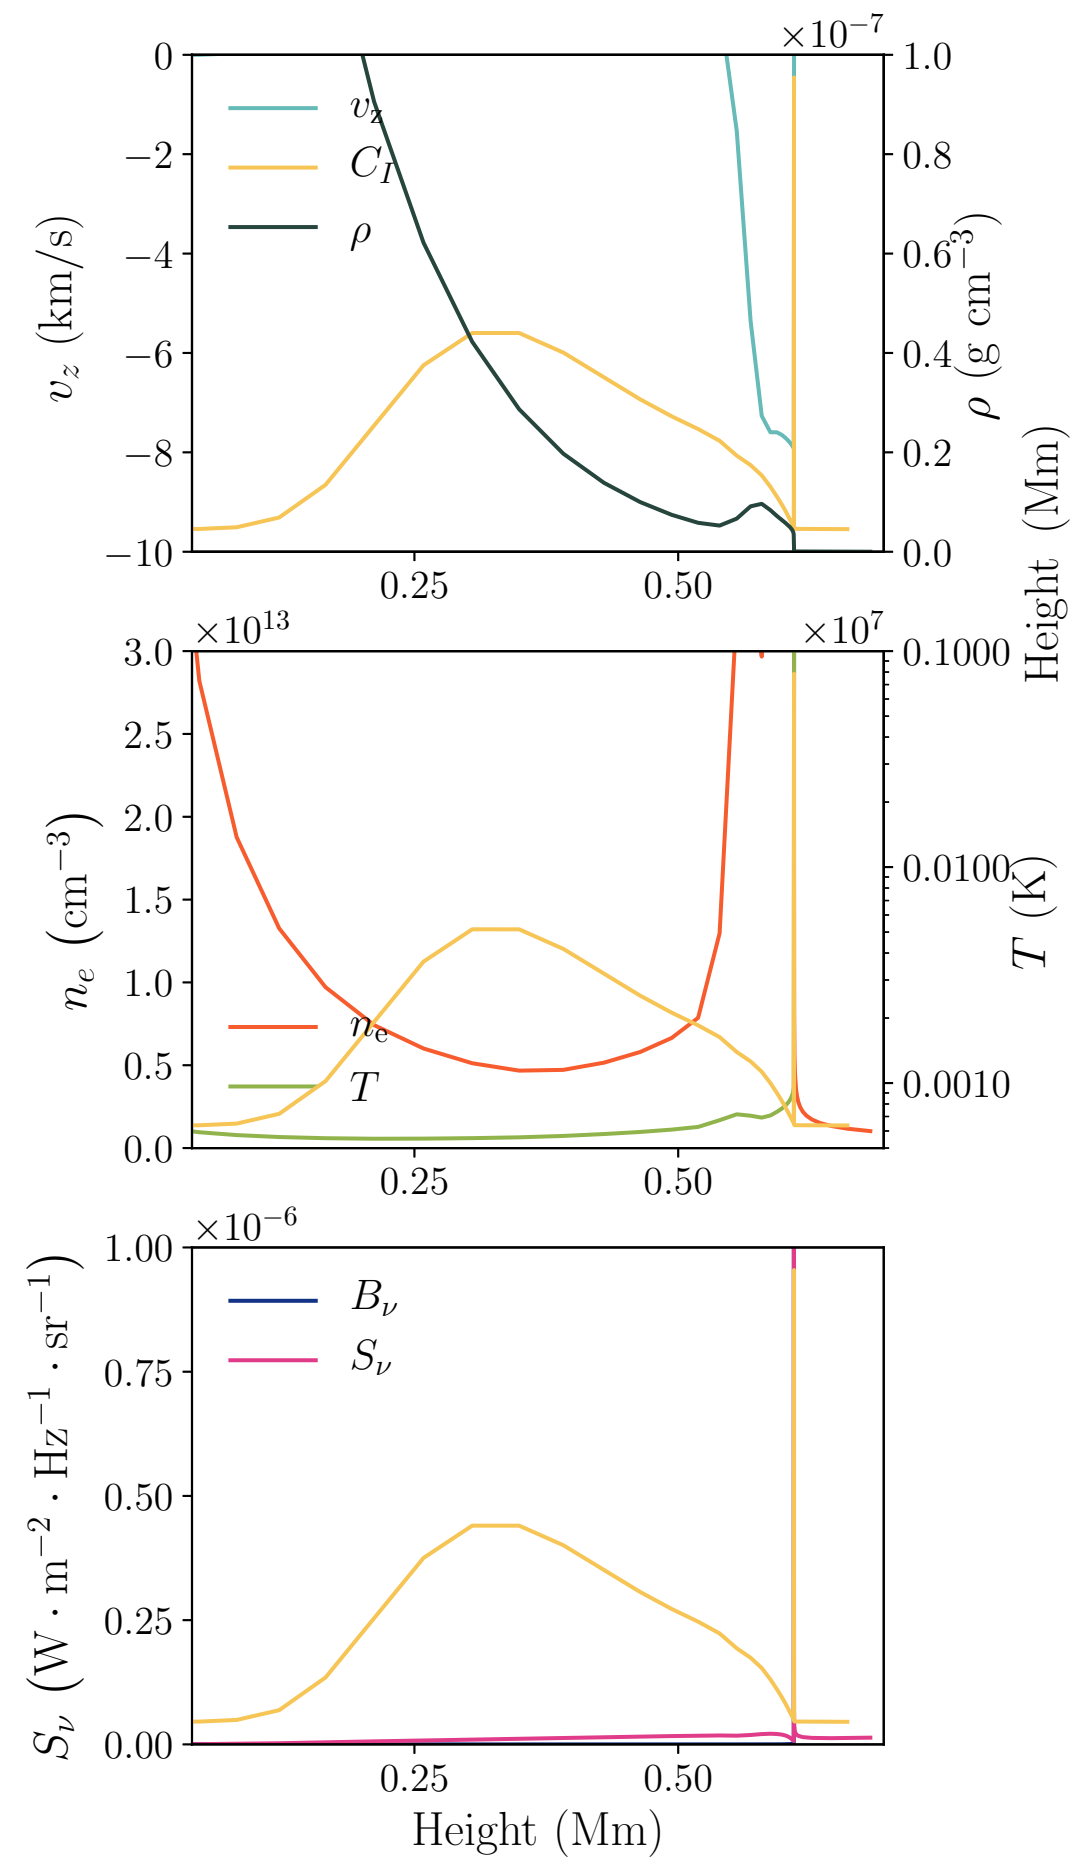 ×10⁻⁷
0
−2
−4
−6
−8
−10
v_z (km/s)
v_z
C_I
ρ
1.0
0.8
0.6
0.4
0.2
0.0
ρ (g cm⁻³)
0.25 0.50
Height (Mm)
×10¹³
×10⁷
3.0
2.5
2.0
1.5
1.0
0.5
0.0
n_e (cm⁻³)
n_e
T
0.1000
0.0100
0.0010
T (K)
0.25 0.50
×10⁻⁶
1.00
0.75
0.50
0.25
0.00
S_ν (W · m⁻² · Hz⁻¹ · sr⁻¹)
B_ν
S_ν
0.25 0.50
Height (Mm)